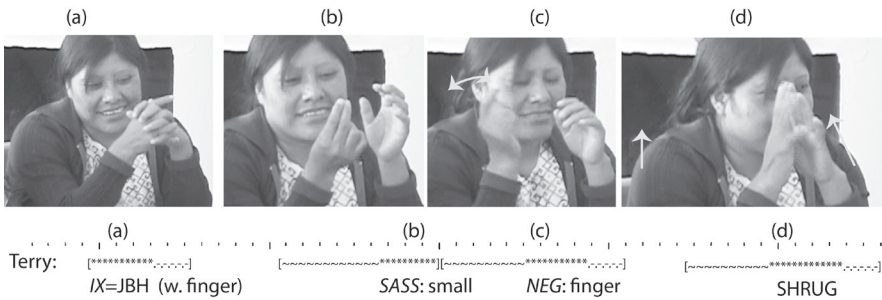 (a) (b) (c) (d)
(a) (b) (c) (d)
Terry: [***********.-.-.-.-.-] [~~~~~~~~~~~~**********][~~~~~~~~~~***********.-.-.-.-.-] [~~~~~~~~~~*************.-.-.-.-.-]
IX=JBH (w. finger) SASS: small NEG: finger SHRUG